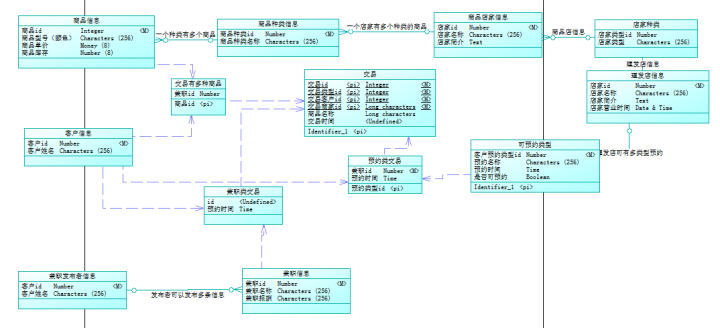 商品信息
商品id Integer <M>
商品型号（颜色） Characters (256)
商品单价 Money (8)
商品库存 Number (8)
一个种类有多个商品
商品种类信息
商品种类id Number <M>
商品种类名称 Characters (256)
一个店家有多个种类的商品
商品店家信息
店家id Number <M>
店家名称 Characters (256)
店家简介 Text
商品店信息
店家种类
店家类型id Number <M>
店家类型 Characters (256)
理发店信息
理发店信息
店家id Number <M>
店家名称 Characters (256)
店家简介 Text
店家营业时间 Date & Time
交易有多种商品
兼职id Number
商品id <pi>
交易
交易id <pi> Integer <M>
交易类型id <pi> Integer <M>
交易客户id <pi> Integer <M>
交易商家id <pi> Long characters <M>
商品名称 Long characters
交易时间 <Undefined>
Identifier_1 <pi>
客户信息
客户id Number <M>
客户姓名 Characters (256)
可预约类型
客户预约类型id Number <M>
预约名称 Characters (256)
预约时间 Time
是否可预约 Boolean
Identifier_1 <pi>
发店可有多类型预约
预约类交易
兼职id Number <M>
预约时间 Time
预约类型id <pi>
兼职类交易
id <Undefined>
预约时间 Time
兼职发布者信息
客户id Number <M>
客户姓名 Characters (256)
发布者可以发布多条信息
兼职信息
兼职id Number <M>
兼职名称 Characters (256)
兼职报酬 Characters (256)